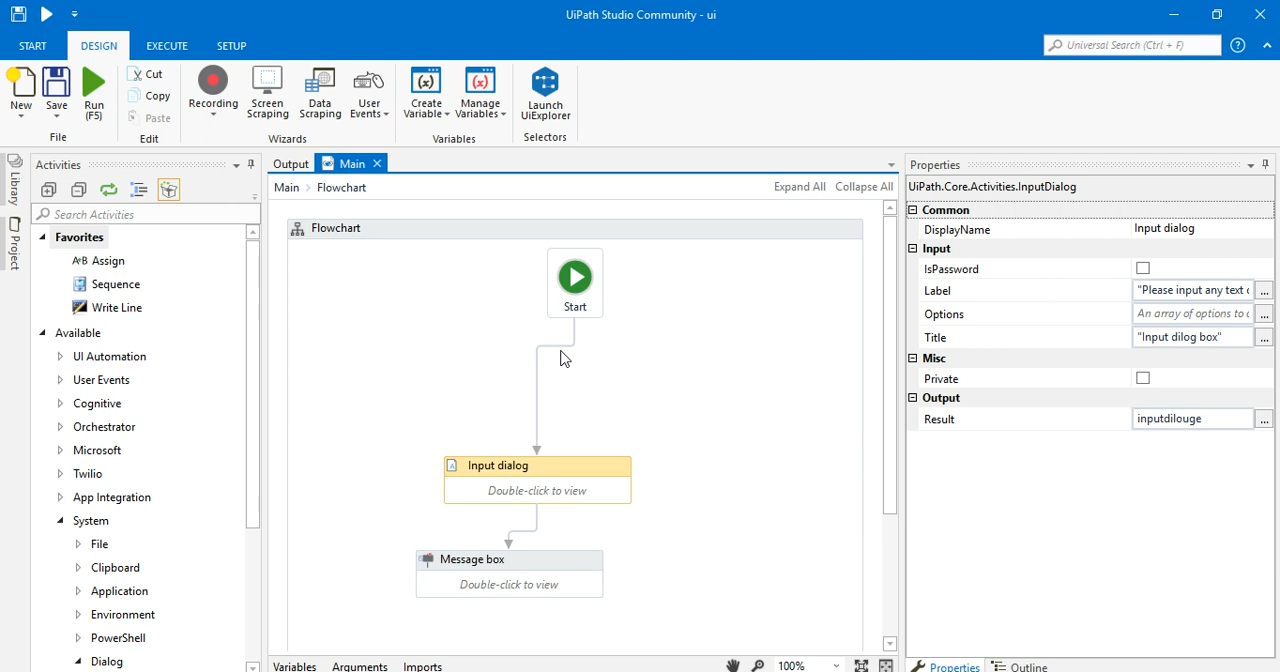 UiPath Studio Community - ui
START DESIGN EXECUTE SETUP
Universal Search (Ctrl + F)
New
Save
Run
(F5)
Cut
Copy
Paste
Recording
Screen
Scraping
Data
Scraping
User
Events
Create
Variable
Manage
Variables
Launch
UiExplorer
File
Edit
Wizards
Variables
Selectors
Library
Project
Activities
Search Activities
Favorites
A*B Assign
Sequence
Write Line
Available
UI Automation
User Events
Cognitive
Orchestrator
Microsoft
Twilio
App Integration
System
File
Clipboard
Application
Environment
PowerShell
Dialog
Output Main
Main > Flowchart
Expand All Collapse All
Flowchart
Start
Input dialog
Double-click to view
Message box
Double-click to view
Variables Arguments Imports
100%
Properties
UiPath.Core.Activities.InputDialog
Common
DisplayName Input dialog
Input
IsPassword
Label "Please input any text
Options An array of options to
Title "Input dilog box"
Misc
Private
Output
Result inputdilouge
Properties Outline